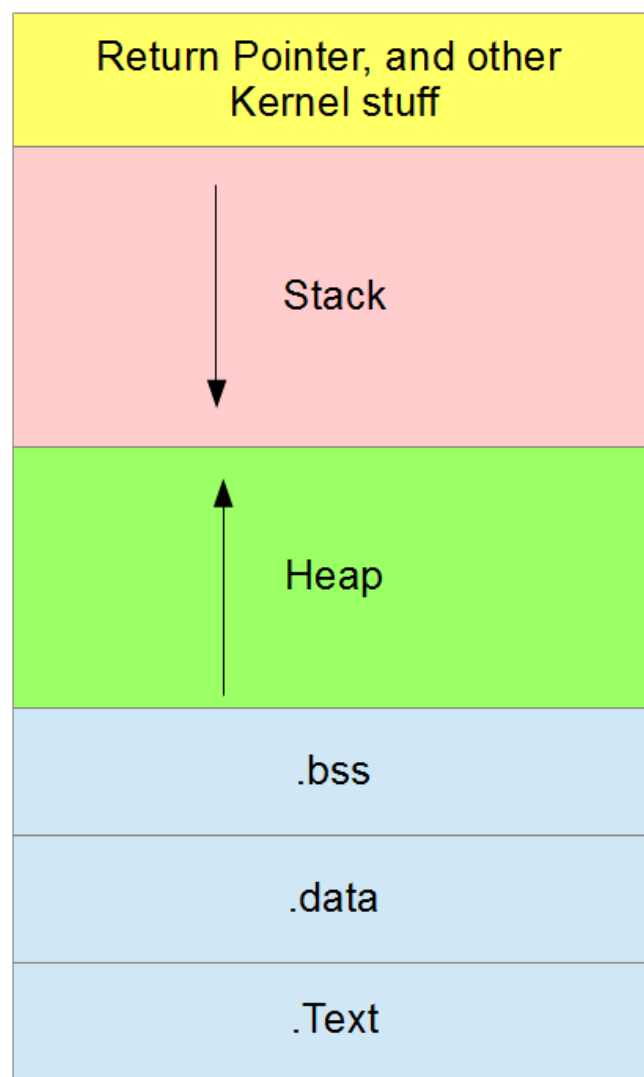 Return Pointer, and other
Kernel stuff
Stack
Heap
.bss
.data
.Text